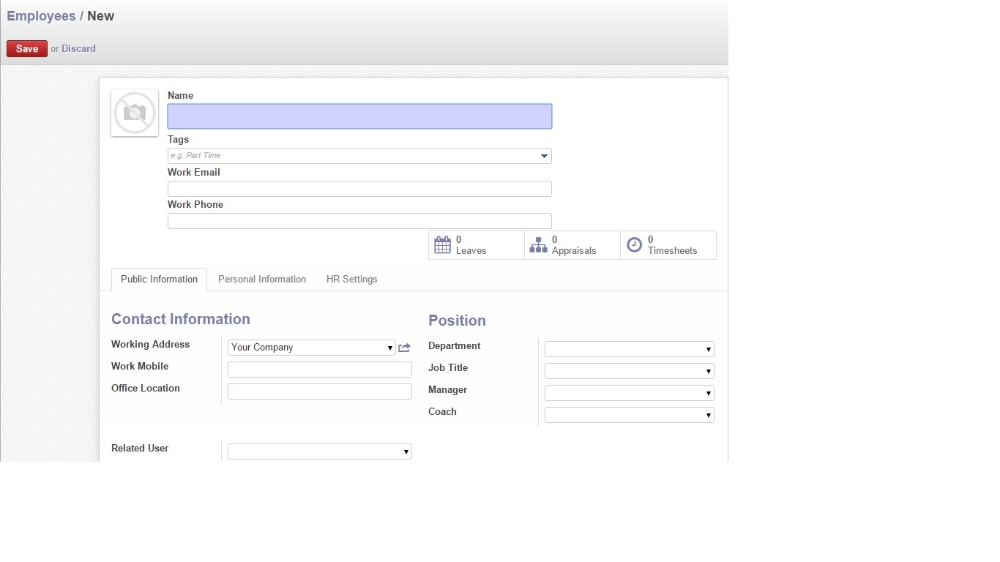 Employees / New
Save or Discard
Name
Tags
e.g. Part Time
Work Email
Work Phone
0
Leaves
0
Appraisals
0
Timesheets
Public Information
Personal Information
HR Settings
Contact Information
Working Address
Your Company
Work Mobile
Office Location
Related User
Position
Department
Job Title
Manager
Coach